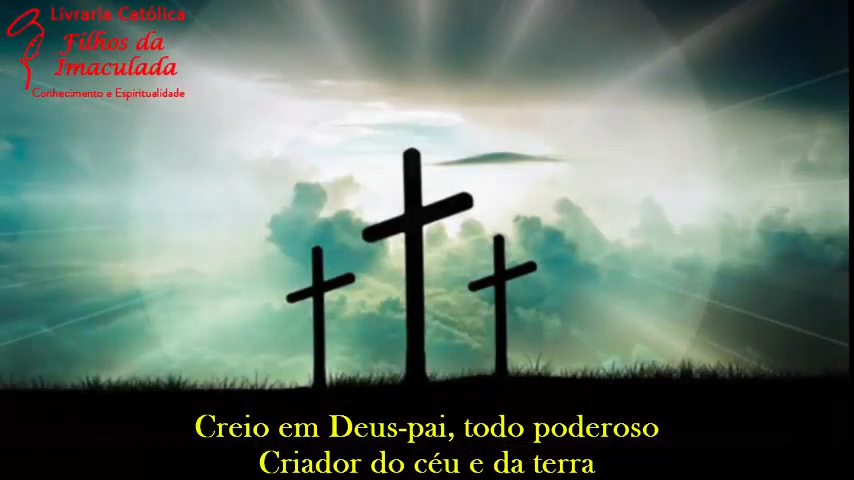 Livraria Católica
Filhos da
Imaculada
Conhecimento e Espiritualidade
Creio em Deus-pai, todo poderoso
Criador do céu e da terra